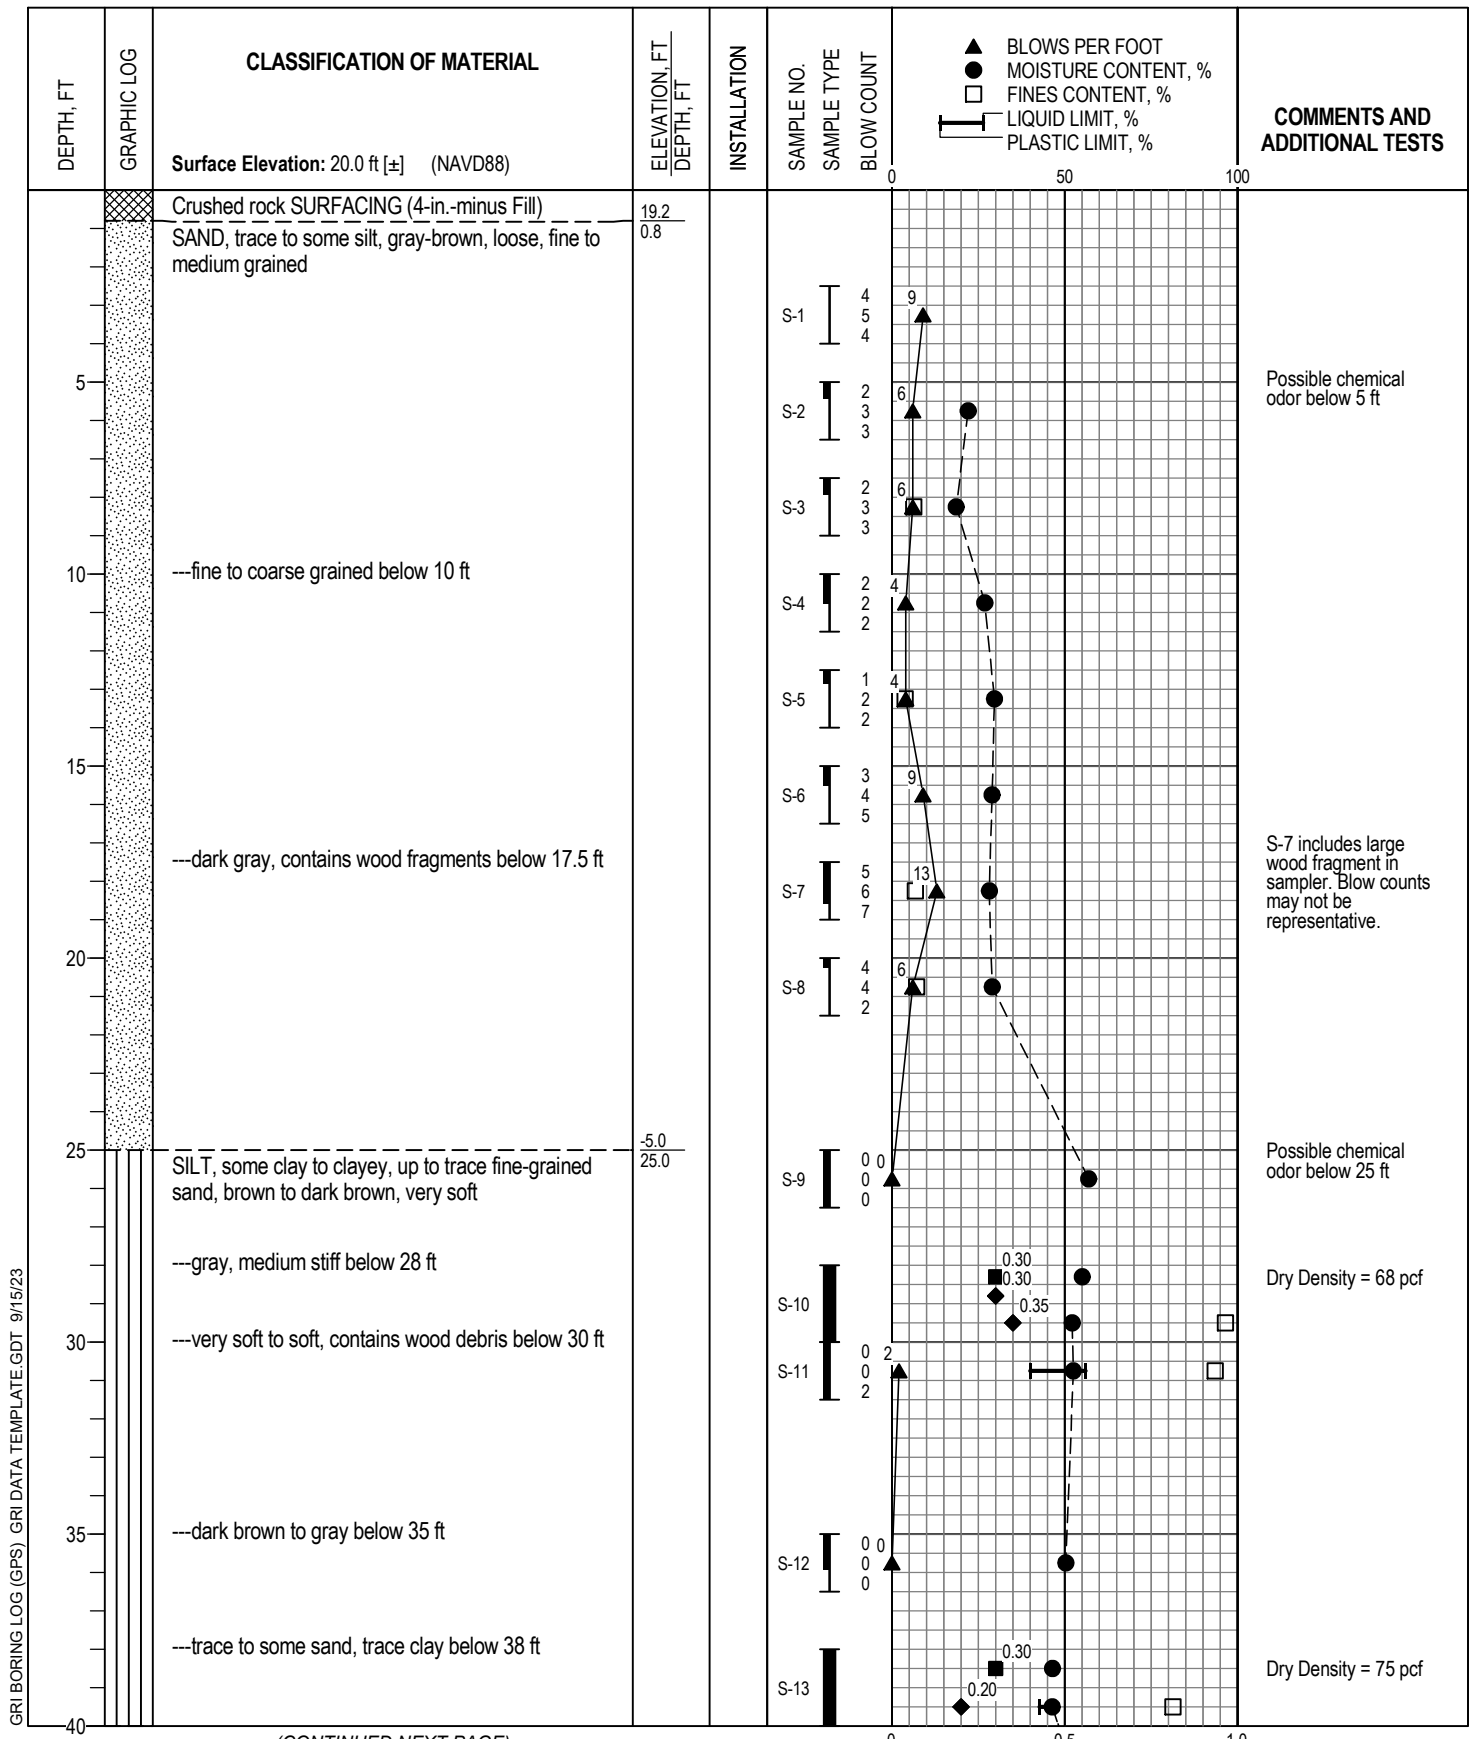 DEPTH, FT
GRAPHIC LOG
CLASSIFICATION OF MATERIAL
Surface Elevation: 20.0 ft [±] (NAVD88)
ELEVATION, FT
DEPTH, FT
INSTALLATION
SAMPLE NO.
SAMPLE TYPE
BLOW COUNT
BLOWS PER FOOT
MOISTURE CONTENT, %
FINES CONTENT, %
LIQUID LIMIT, %
PLASTIC LIMIT, %
0 50 100
COMMENTS AND
ADDITIONAL TESTS
Crushed rock SURFACING (4-in.-minus Fill)
19.2
0.8
SAND, trace to some silt, gray-brown, loose, fine to
medium grained
S-1
4
5
4
9
5
S-2
2
3
3
6
Possible chemical
odor below 5 ft
S-3
2
3
3
6
10
---fine to coarse grained below 10 ft
S-4
2
2
2
4
S-5
1
2
2
4
15
S-6
3
4
5
9
---dark gray, contains wood fragments below 17.5 ft
S-7
5
6
7
13
S-7 includes large
wood fragment in
sampler. Blow counts
may not be
representative.
20
S-8
4
4
2
6
25
-5.0
25.0
SILT, some clay to clayey, up to trace fine-grained
sand, brown to dark brown, very soft
S-9
0
0
0
0
Possible chemical
odor below 25 ft
---gray, medium stiff below 28 ft
S-10
0.30
0.30
0.35
Dry Density = 68 pcf
30
---very soft to soft, contains wood debris below 30 ft
S-11
0
0
2
2
35
---dark brown to gray below 35 ft
S-12
0
0
0
0
---trace to some sand, trace clay below 38 ft
S-13
0.30
0.20
Dry Density = 75 pcf
40
(CONTINUED NEXT PAGE)
0 0.5 1.0
GRI BORING LOG (GPS) GRI DATA TEMPLATE.GDT 9/15/23